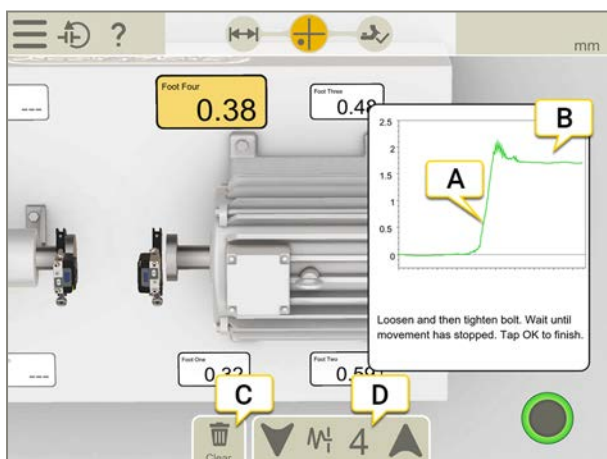 ?
mm
Foot Four
0.38
Foot Three
0.48
---
2.5
2
1.5
1
0.5
0
A
B
Loosen and then tighten bolt. Wait until
movement has stopped. Tap OK to finish.
---
Foot One
0.32
Foot Two
0.59
C
D
Clear
4